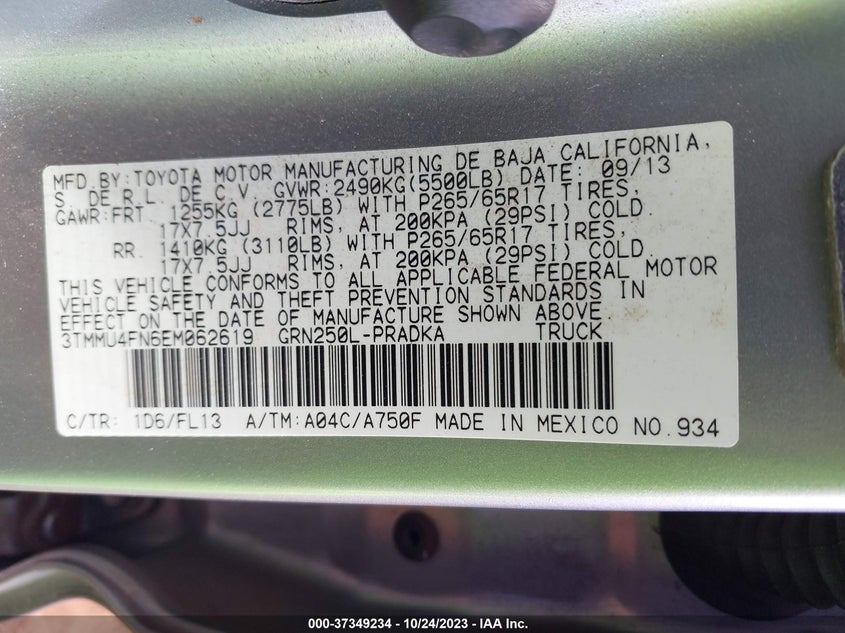 MFD.BY:TOYOTA MOTOR MANUFACTURING DE BAJA CALIFORNIA,
S. DE R.L. DE C.V. GVWR:2490KG(5500LB) DATE: 09/13
GAWR:FRT. 1255KG (2775LB) WITH P265/65R17 TIRES,
17X7.5JJ RIMS, AT 200KPA (29PSI) COLD.
RR. 1410KG (3110LB) WITH P265/65R17 TIRES,
17X7.5JJ RIMS, AT 200KPA (29PSI) COLD.
THIS VEHICLE CONFORMS TO ALL APPLICABLE FEDERAL MOTOR
VEHICLE SAFETY AND THEFT PREVENTION STANDARDS IN
EFFECT ON THE DATE OF MANUFACTURE SHOWN ABOVE.
3TMMU4FN6EM062619 GRN250L-PRADKA TRUCK
C/TR: 1D6/FL13 A/TM:A04C/A750F MADE IN MEXICO NO.934
000-37349234 - 10/24/2023 - IAA Inc.